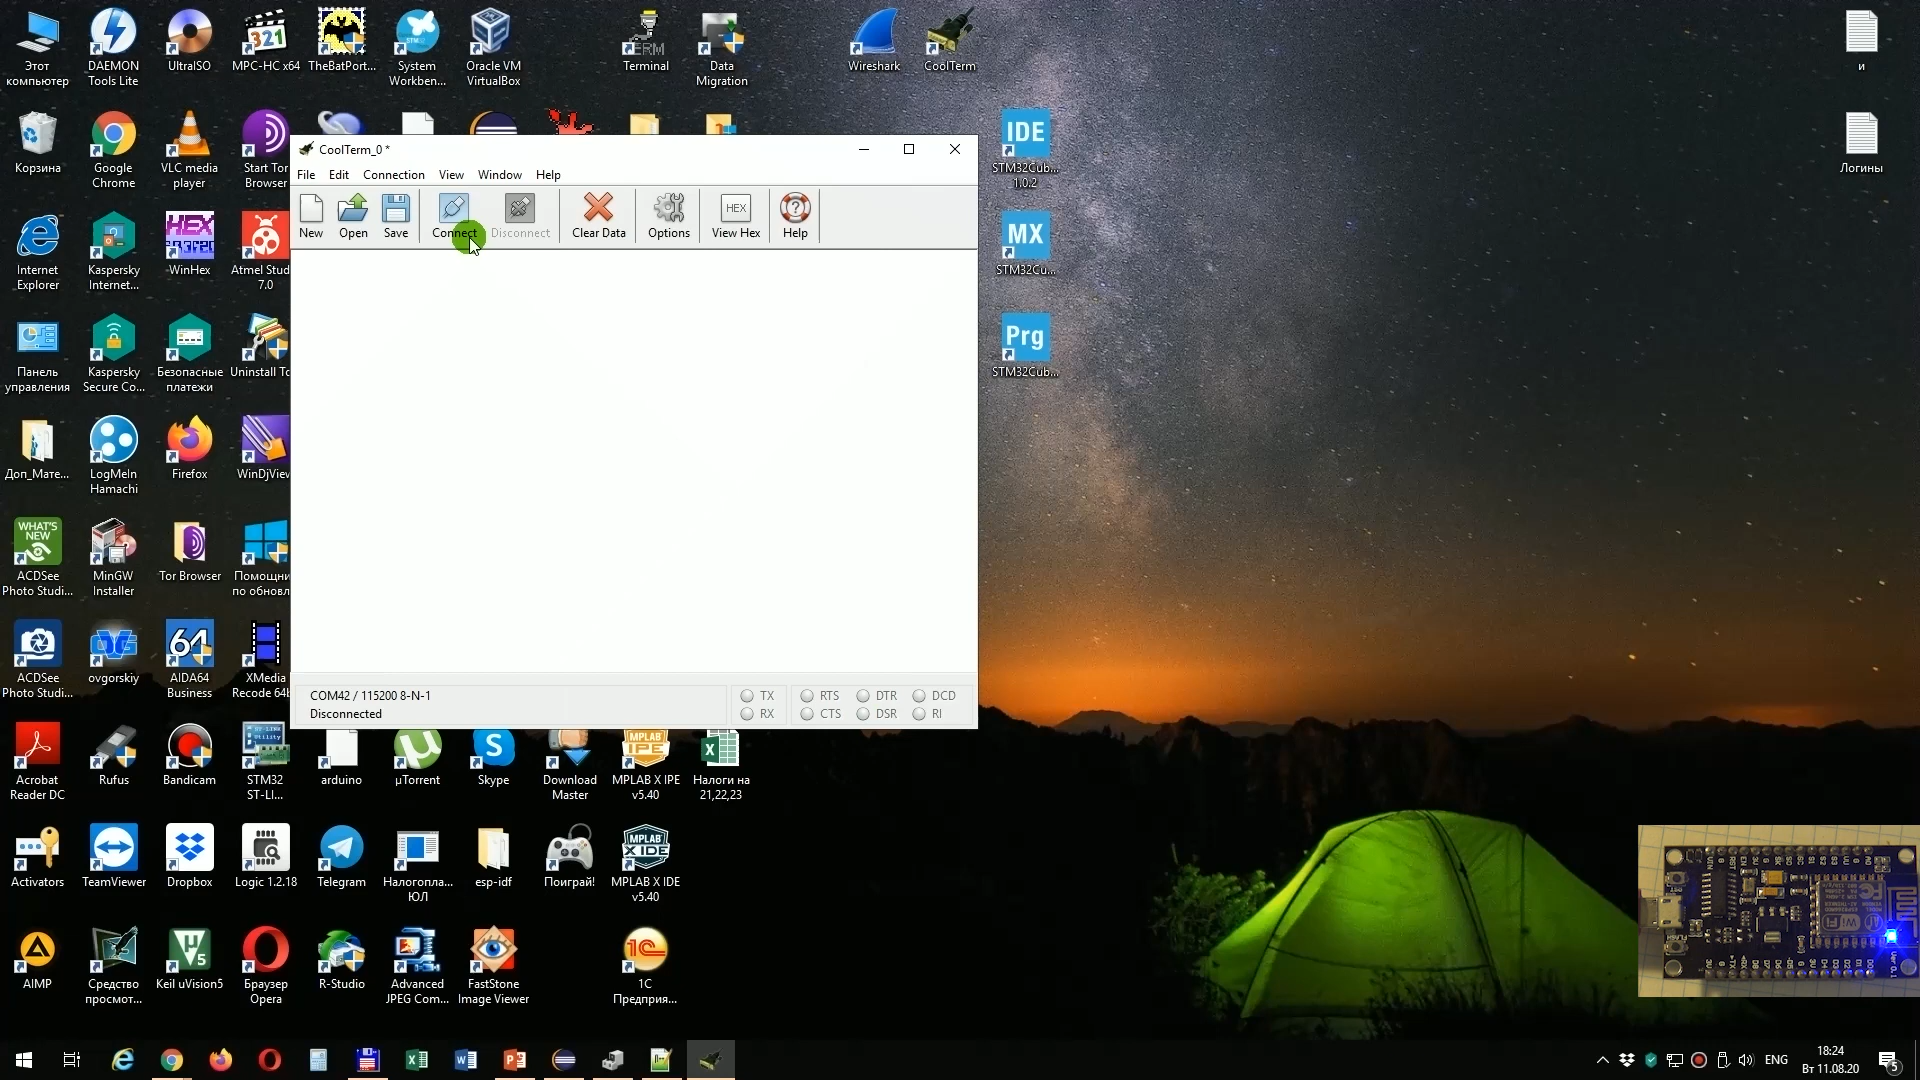 Этот
компьютер
DAEMON
Tools Lite
UltraISO
MPC-HC x64
TheBatPort...
System
Workben...
Oracle VM
VirtualBox
Terminal
Data
Migration
Wireshark
CoolTerm
и
Корзина
Google
Chrome
VLC media
player
Start Tor
Browser
CoolTerm_0 *
File Edit Connection View Window Help
New Open Save Connect Disconnect Clear Data Options View Hex Help
HEX
IDE
STM32Cub...
1.0.2
Логины
Internet
Explorer
Kaspersky
Internet...
WinHex
Atmel Stud
7.0
MX
STM32Cu...
Панель
управления
Kaspersky
Secure Co...
Безопасные
платежи
Uninstall To
Prg
STM32Cub...
Доп_Мате...
LogMeIn
Hamachi
Firefox
WinDjView
WHAT'S
NEW
ACDSee
Photo Studi...
MinGW
Installer
Tor Browser
Помощни
по обновл
ACDSee
Photo Studi...
ovgorskiy
64
AIDA64
Business
XMedia
Recode 64b
COM42 / 115200 8-N-1
Disconnected
TX RTS DTR DCD
RX CTS DSR RI
Acrobat
Reader DC
Rufus
Bandicam
STM32
ST-LI...
arduino
µTorrent
Skype
Download
Master
MPLAB X IPE
v5.40
Налоги на
21,22,23
Activators
TeamViewer
Dropbox
Logic 1.2.18
Telegram
Налогопла...
ЮЛ
esp-idf
Поиграй!
MPLAB X IDE
v5.40
AIMP
Средство
просмот...
Keil uVision5
Браузер
Opera
R-Studio
Advanced
JPEG Com...
FastStone
Image Viewer
1С
Предприя...
ENG
18:24
Вт 11.08.20
5